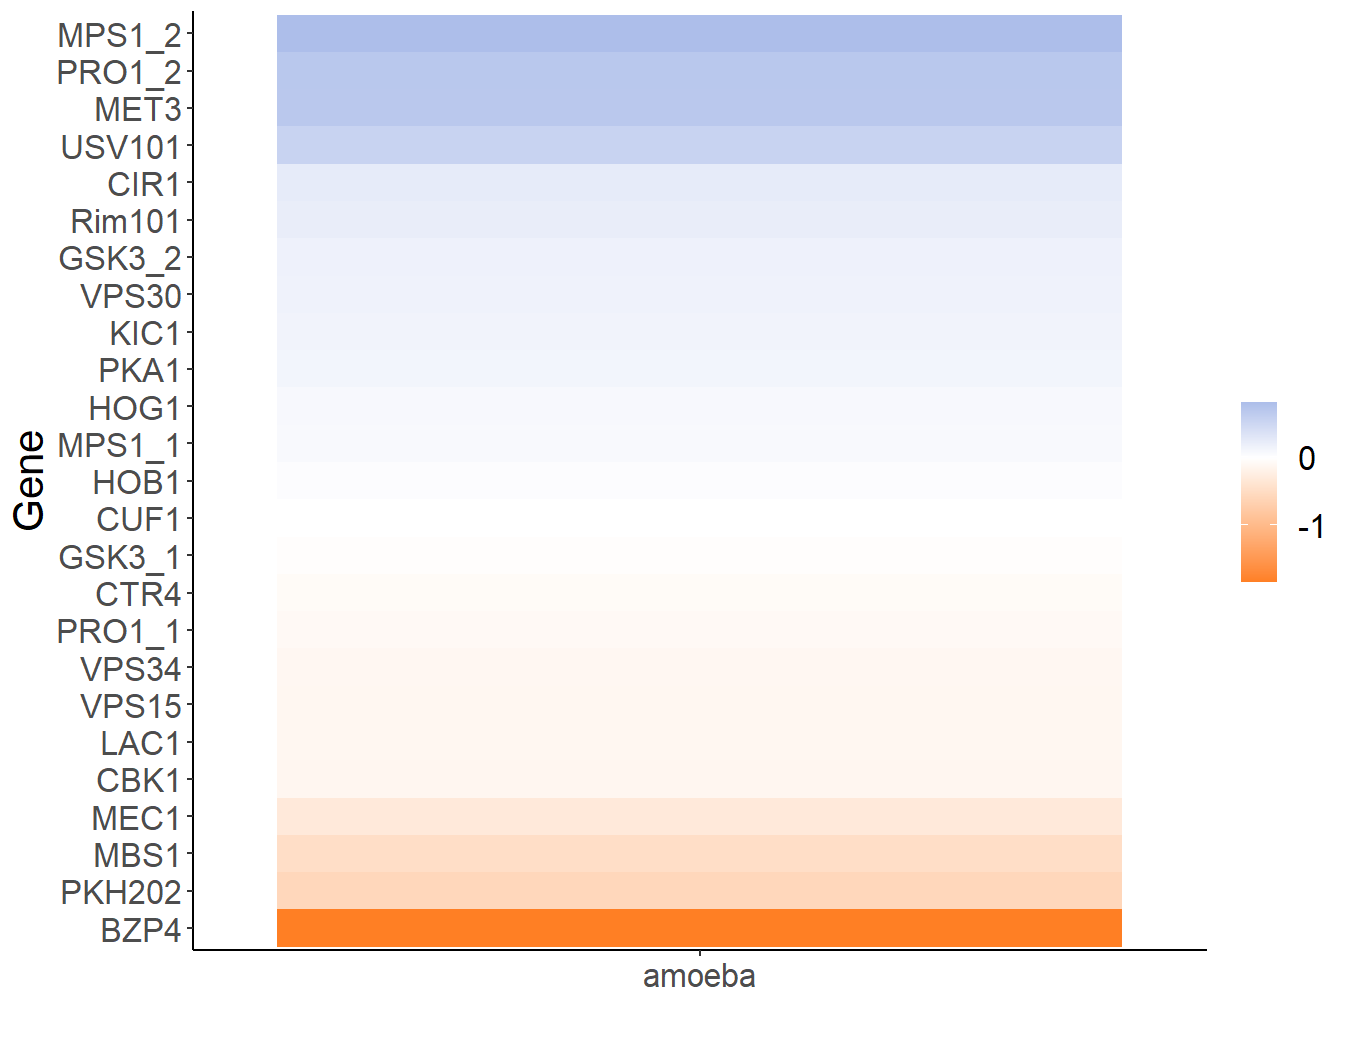 MPS1_2
PRO1_2
MET3
USV101
CIR1
Rim101
GSK3_2
VPS30
KIC1
PKA1
HOG1
MPS1_1
HOB1
CUF1
GSK3_1
CTR4
PRO1_1
VPS34
VPS15
LAC1
CBK1
MEC1
MBS1
PKH202
BZP4
Gene
amoeba
0
-1